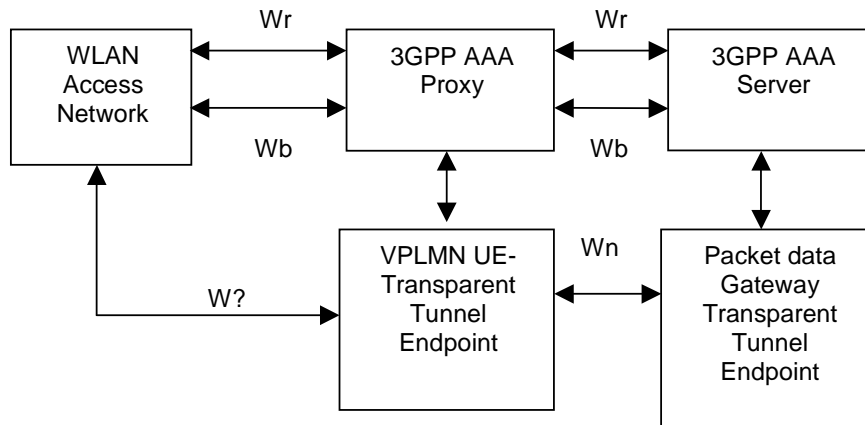 Wr
Wr
WLAN
Access
Network
3GPP AAA
Proxy
3GPP AAA
Server
Wb
Wb
VPLMN UE-
Transparent
Tunnel
Endpoint
Wn
Packet data
Gateway
Transparent
Tunnel
Endpoint
W?